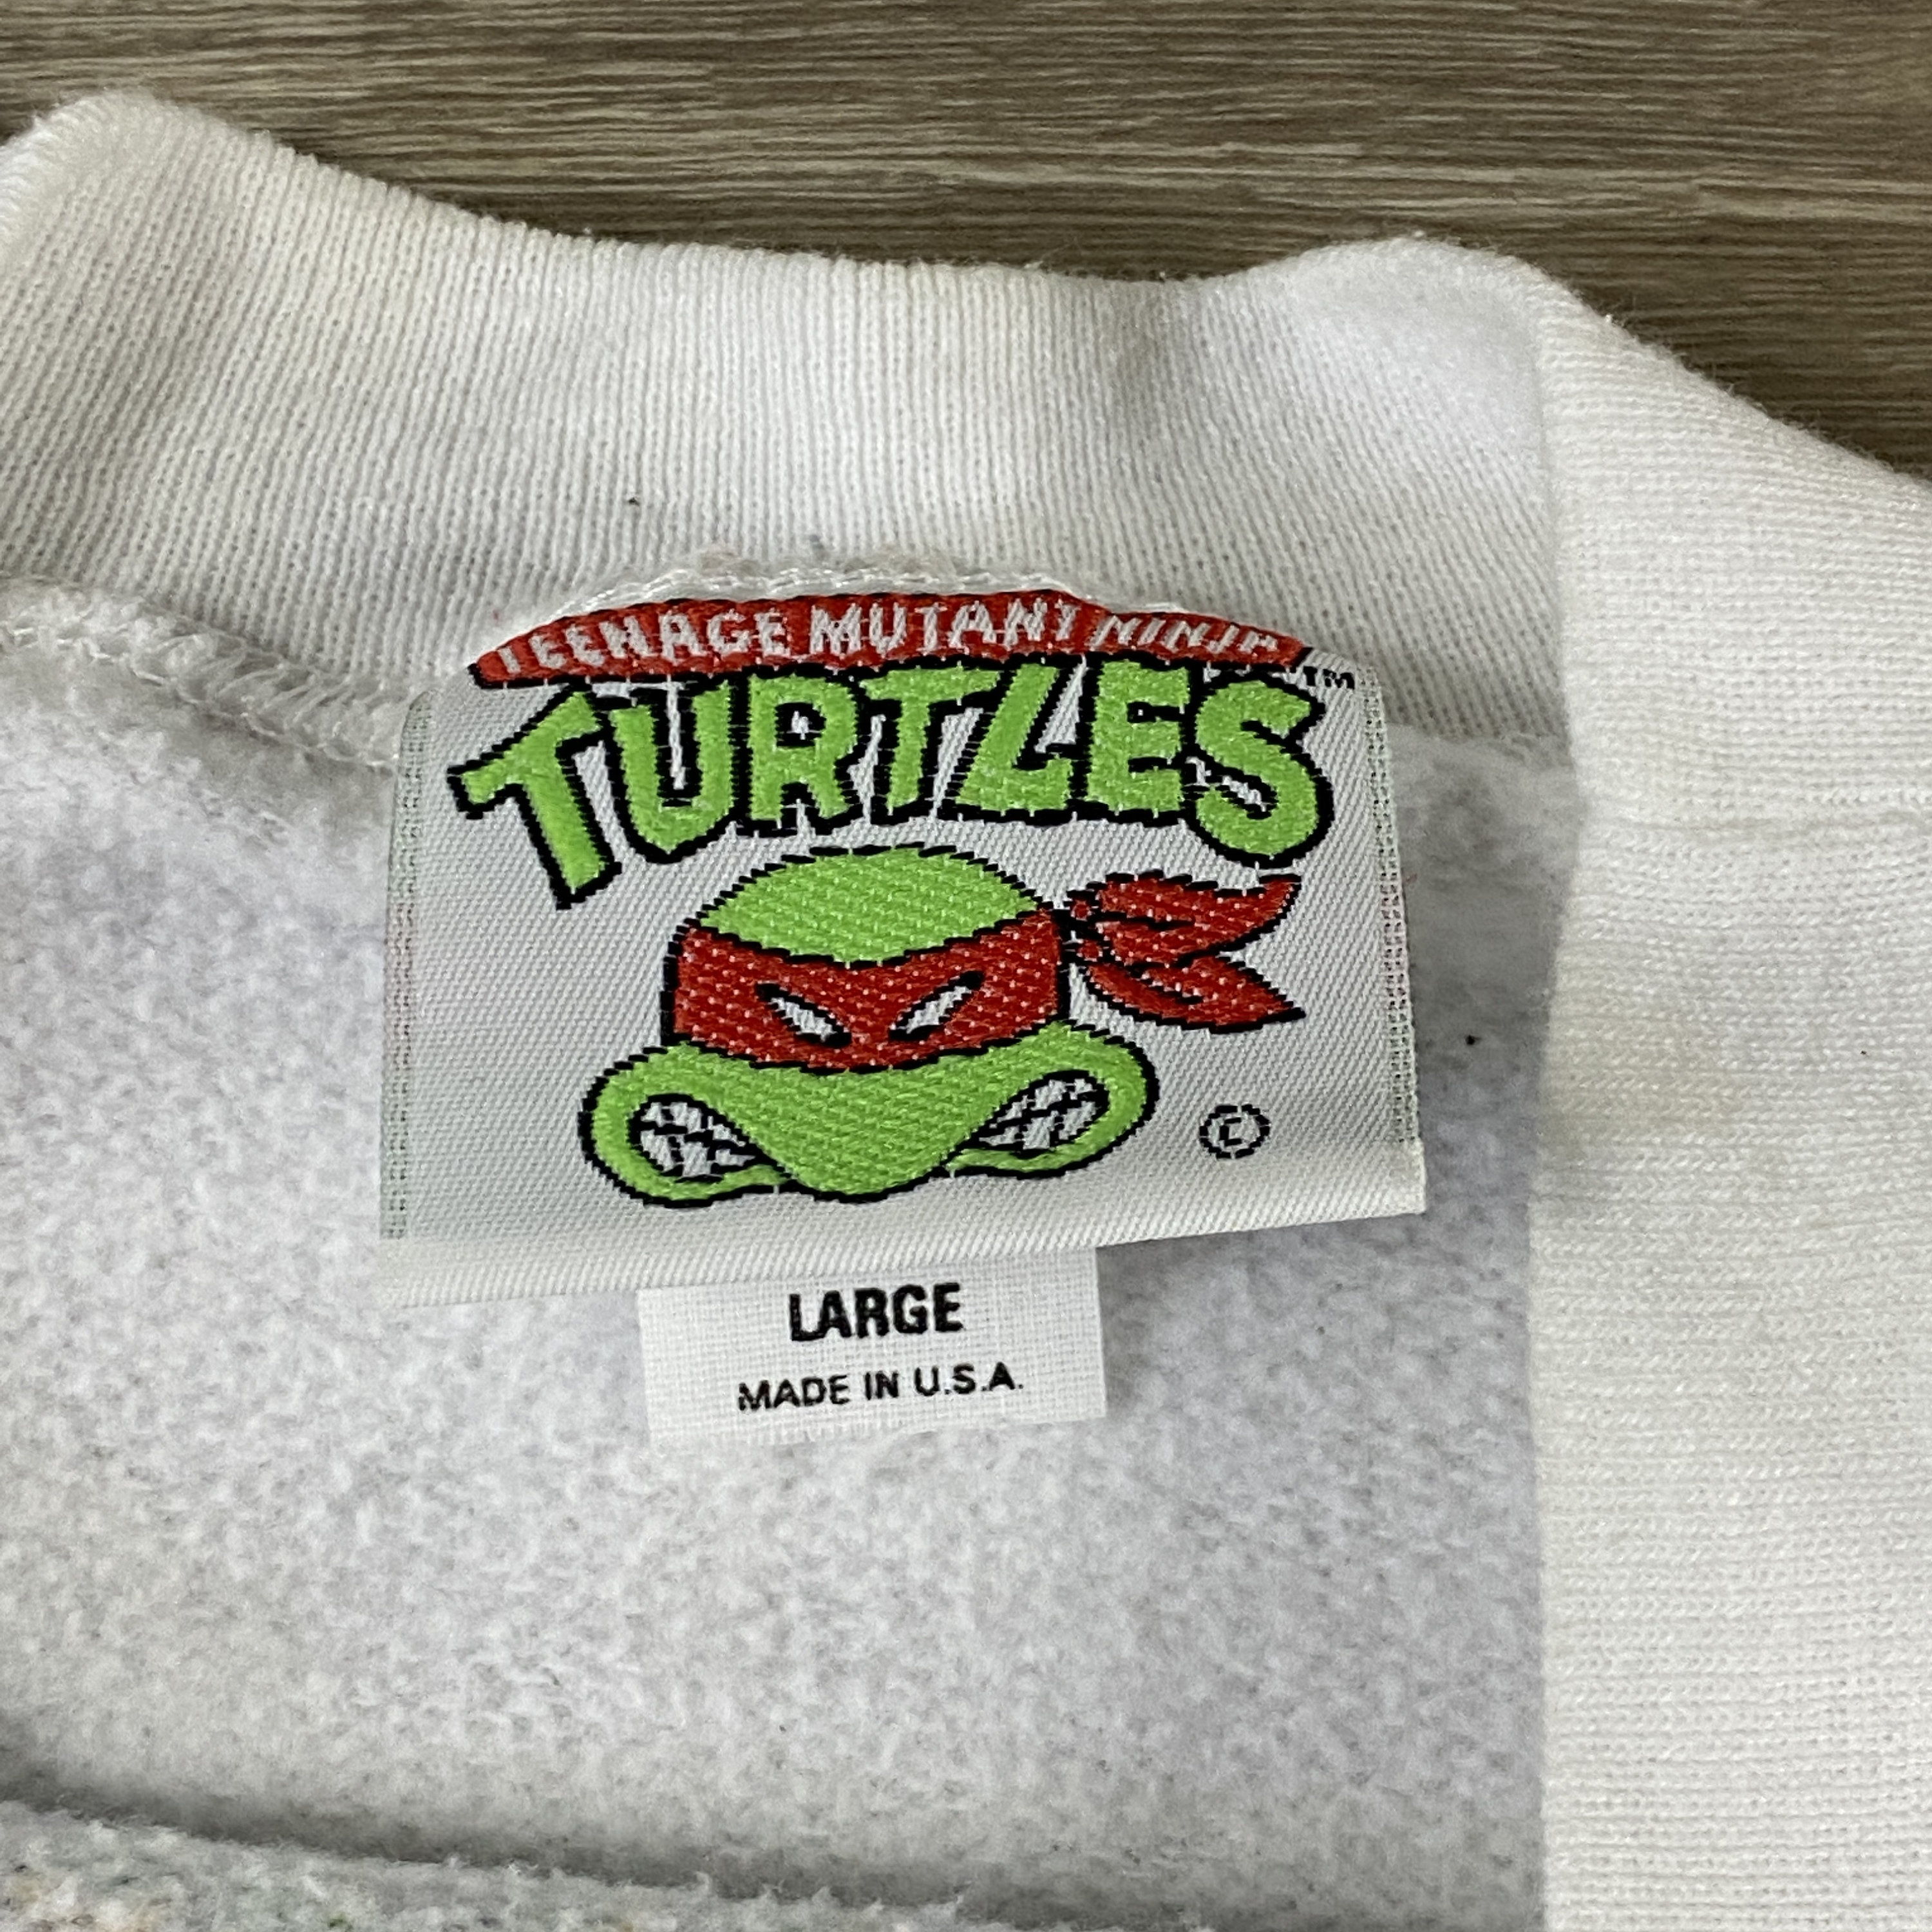 TEENAGE MUTANT NINJA
TURTLES™
©
LARGE
MADE IN U.S.A.